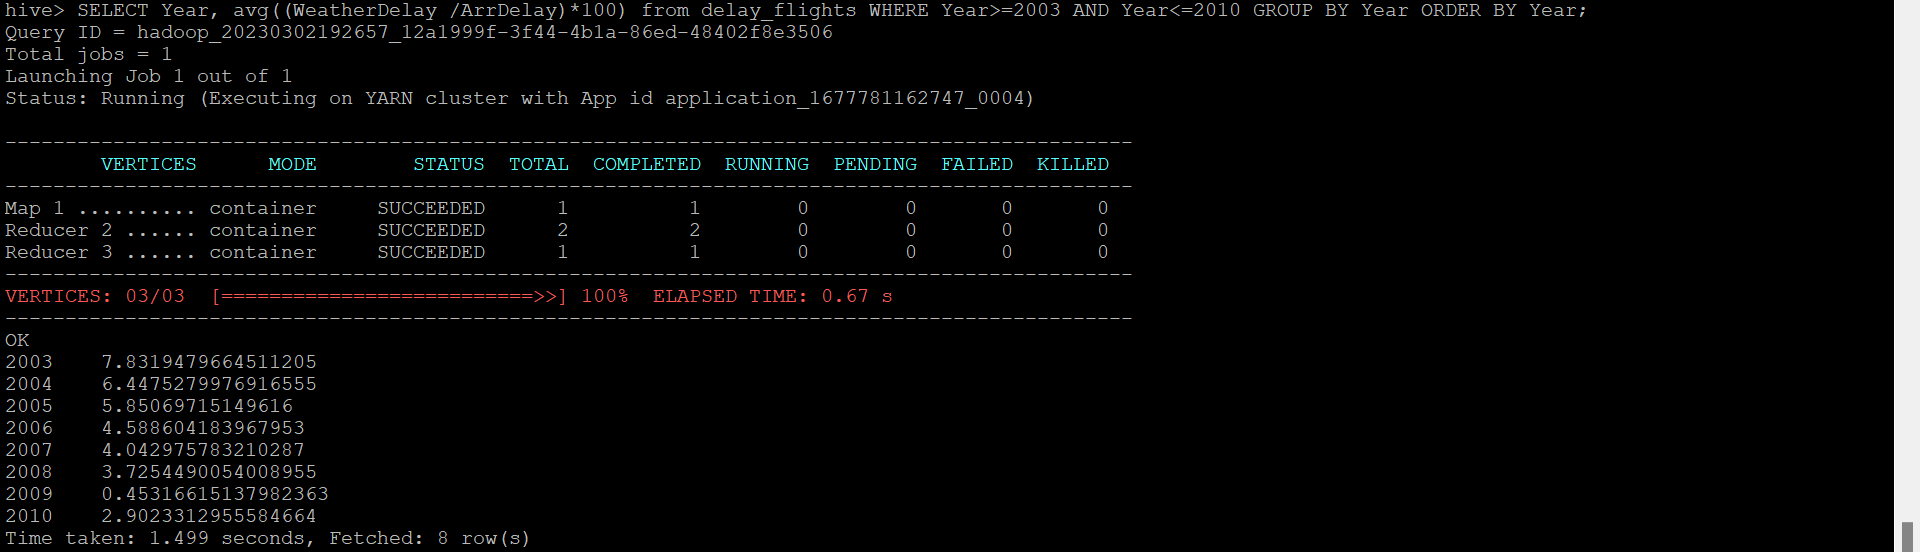 hive> SELECT Year, avg((WeatherDelay /ArrDelay)*100) from delay_flights WHERE Year>=2003 AND Year<=2010 GROUP BY Year ORDER BY Year;
Query ID = hadoop_20230302192657_12a1999f-3f44-4b1a-86ed-48402f8e3506
Total jobs = 1
Launching Job 1 out of 1
Status: Running (Executing on YARN cluster with App id application_1677781162747_0004)
----------------------------------------------------------------------------------------------
        VERTICES      MODE        STATUS  TOTAL  COMPLETED  RUNNING  PENDING  FAILED  KILLED
----------------------------------------------------------------------------------------------
Map 1 .......... container     SUCCEEDED      1          1        0        0       0       0
Reducer 2 ...... container     SUCCEEDED      2          2        0        0       0       0
Reducer 3 ...... container     SUCCEEDED      1          1        0        0       0       0
----------------------------------------------------------------------------------------------
VERTICES: 03/03  [==========================>>] 100%  ELAPSED TIME: 0.67 s
----------------------------------------------------------------------------------------------
OK
2003    7.8319479664511205
2004    6.4475279976916555
2005    5.85069715149616
2006    4.588604183967953
2007    4.042975783210287
2008    3.7254490054008955
2009    0.45316615137982363
2010    2.9023312955584664
Time taken: 1.499 seconds, Fetched: 8 row(s)